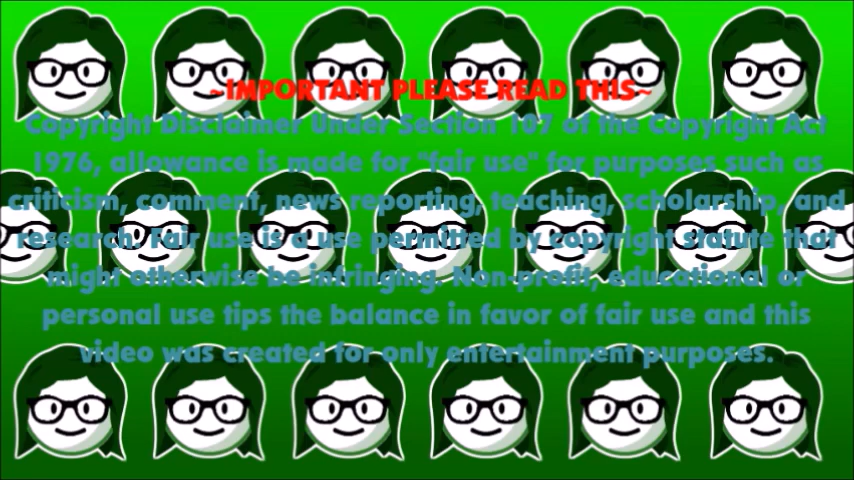 ~IMPORTANT PLEASE READ THIS~
Copyright Disclaimer Under Section 107 of the Copyright Act
1976, allowance is made for "fair use" for purposes such as
criticism, comment, news reporting, teaching, scholarship, and
research. Fair use is a use permitted by copyright statute that
might otherwise be infringing. Non-profit, educational or
personal use tips the balance in favor of fair use and this
video was created for only entertainment purposes.